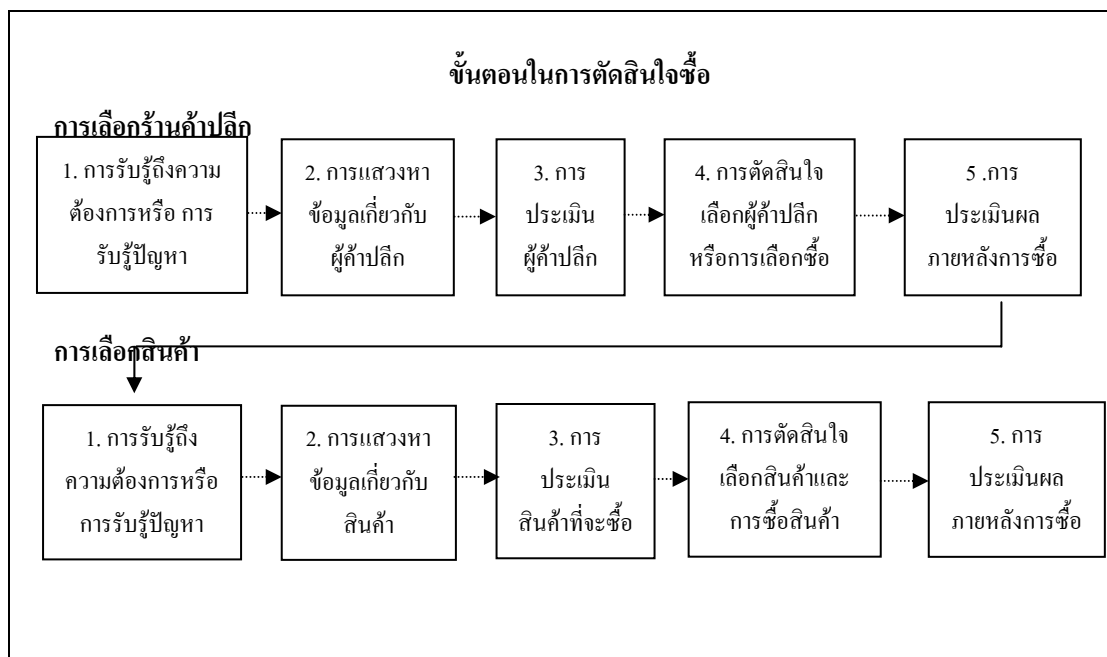 ขั้นตอนในการตัดสินใจซื้อ
การเลือกร้านค้าปลีก
1. การรับรู้ถึงความ
ต้องการหรือ การ
รับรู้ปัญหา
2. การแสวงหา
ข้อมูลเกี่ยวกับ
ผู้ค้าปลีก
3. การ
ประเมิน
ผู้ค้าปลีก
4. การตัดสินใจ
เลือกผู้ค้าปลีก
หรือการเลือกซื้อ
5 .การ
ประเมินผล
ภายหลังการซื้อ
การเลือกสินค้า
1. การรับรู้ถึง
ความต้องการหรือ
การรับรู้ปัญหา
2. การแสวงหา
ข้อมูลเกี่ยวกับ
สินค้า
3. การ
ประเมิน
สินค้าที่จะซื้อ
4. การตัดสินใจ
เลือกสินค้าและ
การซื้อสินค้า
5. การ
ประเมินผล
ภายหลังการซื้อ